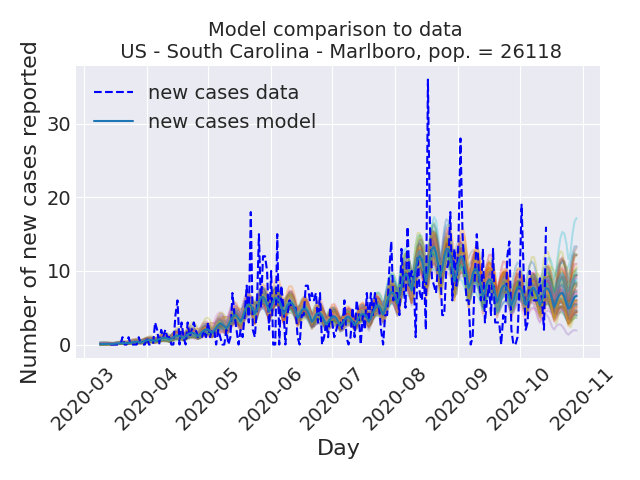 Model comparison to data
US - South Carolina - Marlboro, pop. = 26118
Number of new cases reported
new cases data
new cases model
30
20
10
0
2020-03
2020-04
2020-05
2020-06
2020-07
2020-08
2020-09
2020-10
2020-11
Day